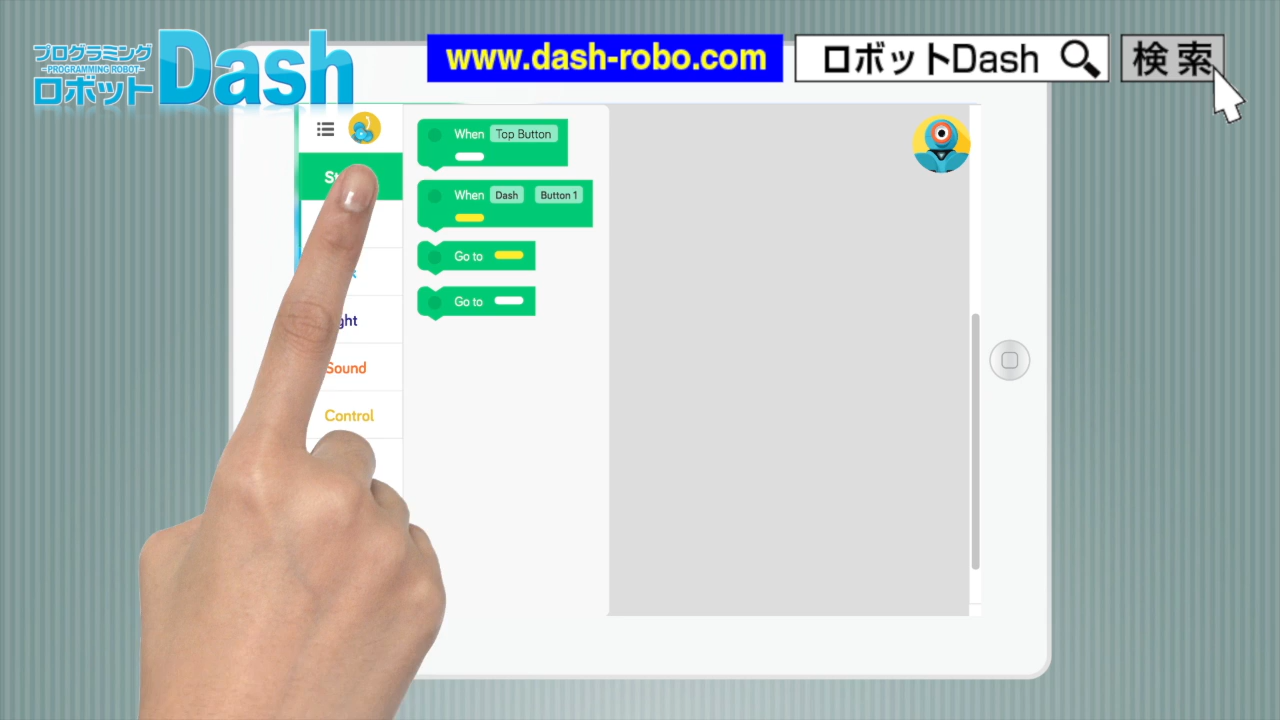 プログラミング
-PROGRAMMING ROBOT-
ロボット
Dash
www.dash-robo.com
ロボットDash
検索
When Top Button
When Dash Button 1
Go to
Go to
Sound
Control